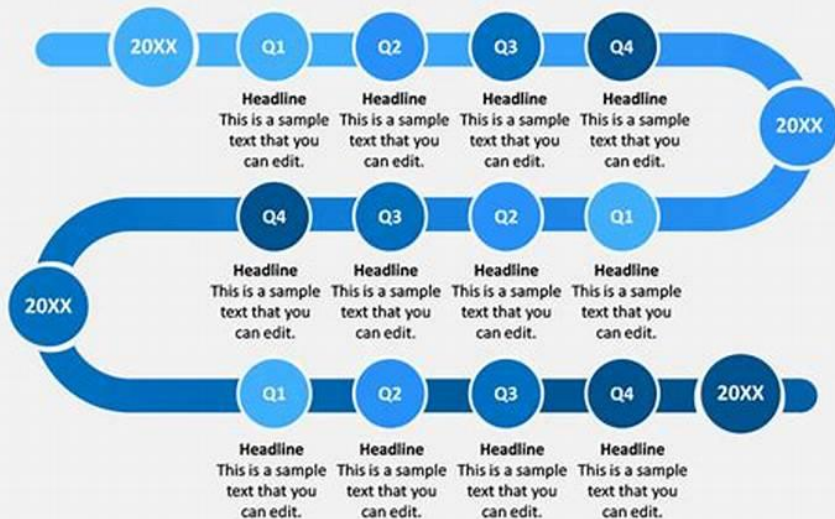 20XX
Q1
Q2
Q3
Q4
Headline
This is a sample
text that you
can edit.
Headline
This is a sample
text that you
can edit.
Headline
This is a sample
text that you
can edit.
Headline
This is a sample
text that you
can edit.
20XX
Q4
Q3
Q2
Q1
Headline
This is a sample
text that you
can edit.
Headline
This is a sample
text that you
can edit.
Headline
This is a sample
text that you
can edit.
Headline
This is a sample
text that you
can edit.
20XX
Q1
Q2
Q3
Q4
20XX
Headline
This is a sample
text that you
can edit.
Headline
This is a sample
text that you
can edit.
Headline
This is a sample
text that you
can edit.
Headline
This is a sample
text that you
can edit.